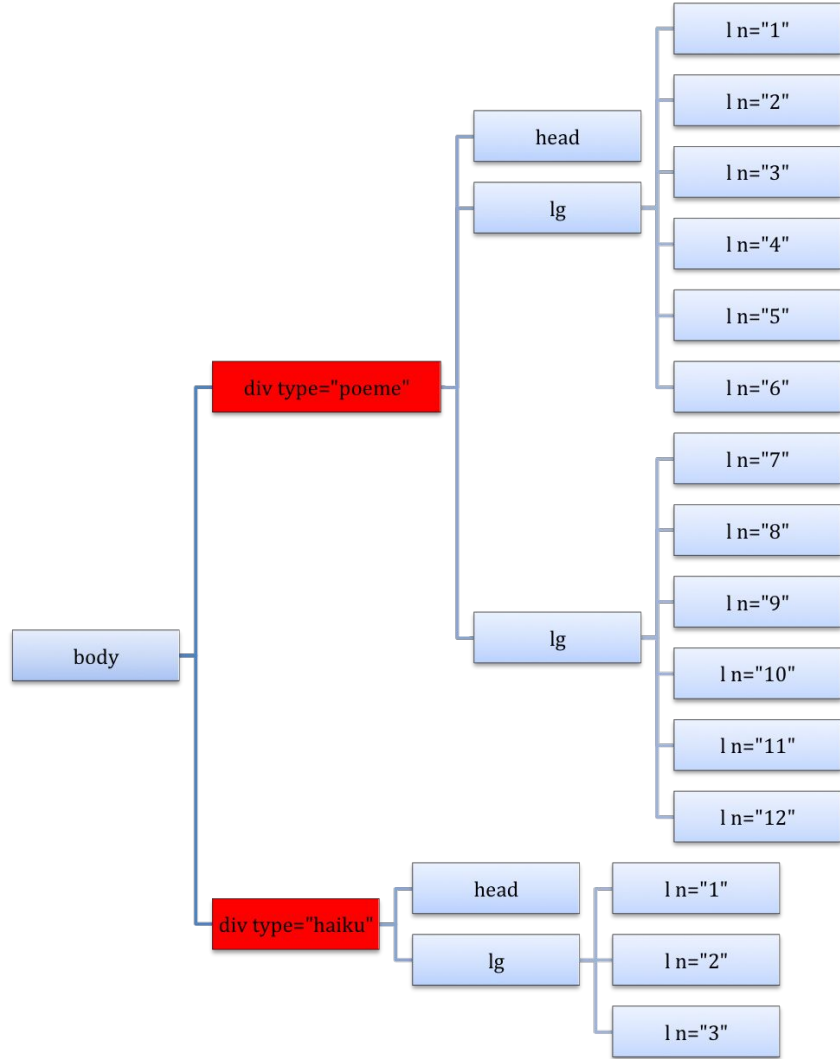 body
div type="poeme"
head
lg
l n="1"
l n="2"
l n="3"
l n="4"
l n="5"
l n="6"
lg
l n="7"
l n="8"
l n="9"
l n="10"
l n="11"
l n="12"
div type="haiku"
head
lg
l n="1"
l n="2"
l n="3"